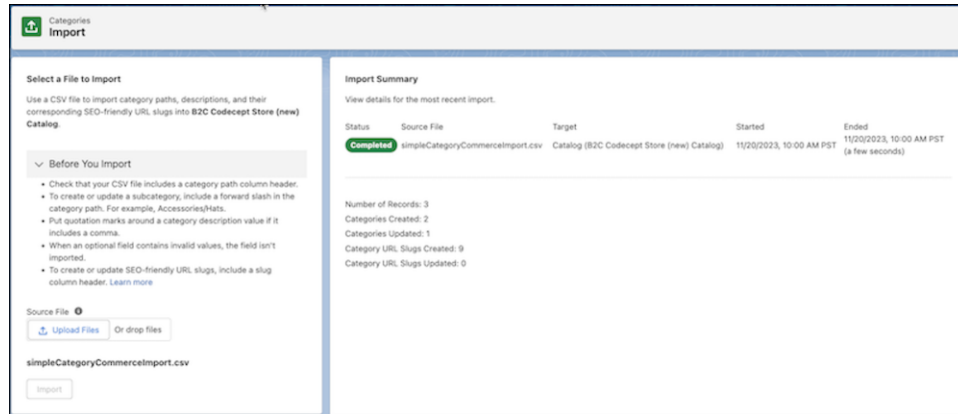 Categories
Import
Select a File to Import
Use a CSV file to import category paths, descriptions, and their
corresponding SEO-friendly URL slugs into B2C Codecept Store (new)
Catalog.
Before You Import
• Check that your CSV file includes a category path column header.
• To create or update a subcategory, include a forward slash in the
category path. For example, Accessories/Hats.
• Put quotation marks around a category description value if it
includes a comma.
• When an optional field contains invalid values, the field isn't
imported.
• To create or update SEO-friendly URL slugs, include a slug
column header. Learn more
Source File
Upload Files Or drop files
simpleCategoryCommerceImport.csv
Import
Import Summary
View details for the most recent import.
Status Source File Target Started Ended
Completed simpleCategoryCommerceImport.csv Catalog (B2C Codecept Store (new) Catalog) 11/20/2023, 10:00 AM PST 11/20/2023, 10:00 AM PST
(a few seconds)
Number of Records: 3
Categories Created: 2
Categories Updated: 1
Category URL Slugs Created: 9
Category URL Slugs Updated: 0